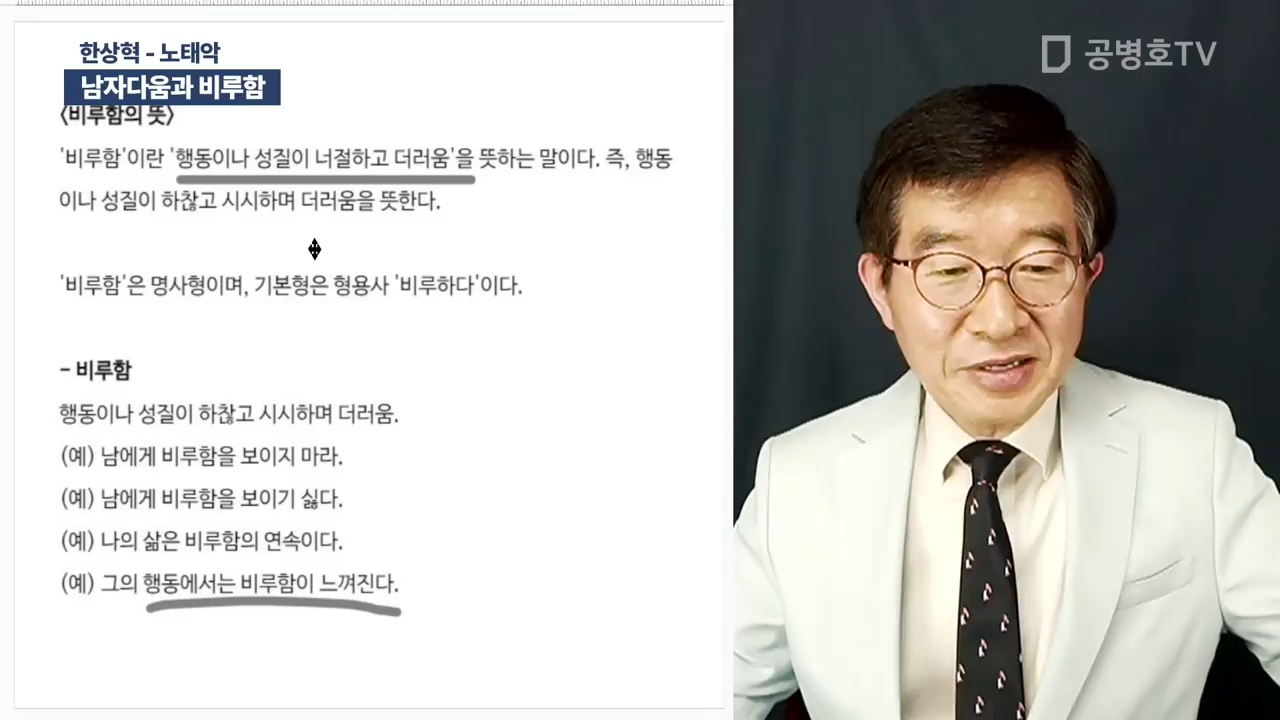 한상혁 - 노태악
남자다움과 비루함
<비루함의 뜻>
'비루함'이란 '행동이나 성질이 너절하고 더러움'을 뜻하는 말이다. 즉, 행동
이나 성질이 하찮고 시시하며 더러움을 뜻한다.
'비루함'은 명사형이며, 기본형은 형용사 '비루하다'이다.
- 비루함
행동이나 성질이 하찮고 시시하며 더러움.
(예) 남에게 비루함을 보이지 마라.
(예) 남에게 비루함을 보이기 싫다.
(예) 나의 삶은 비루함의 연속이다.
(예) 그의 행동에서는 비루함이 느껴진다.
공병호TV